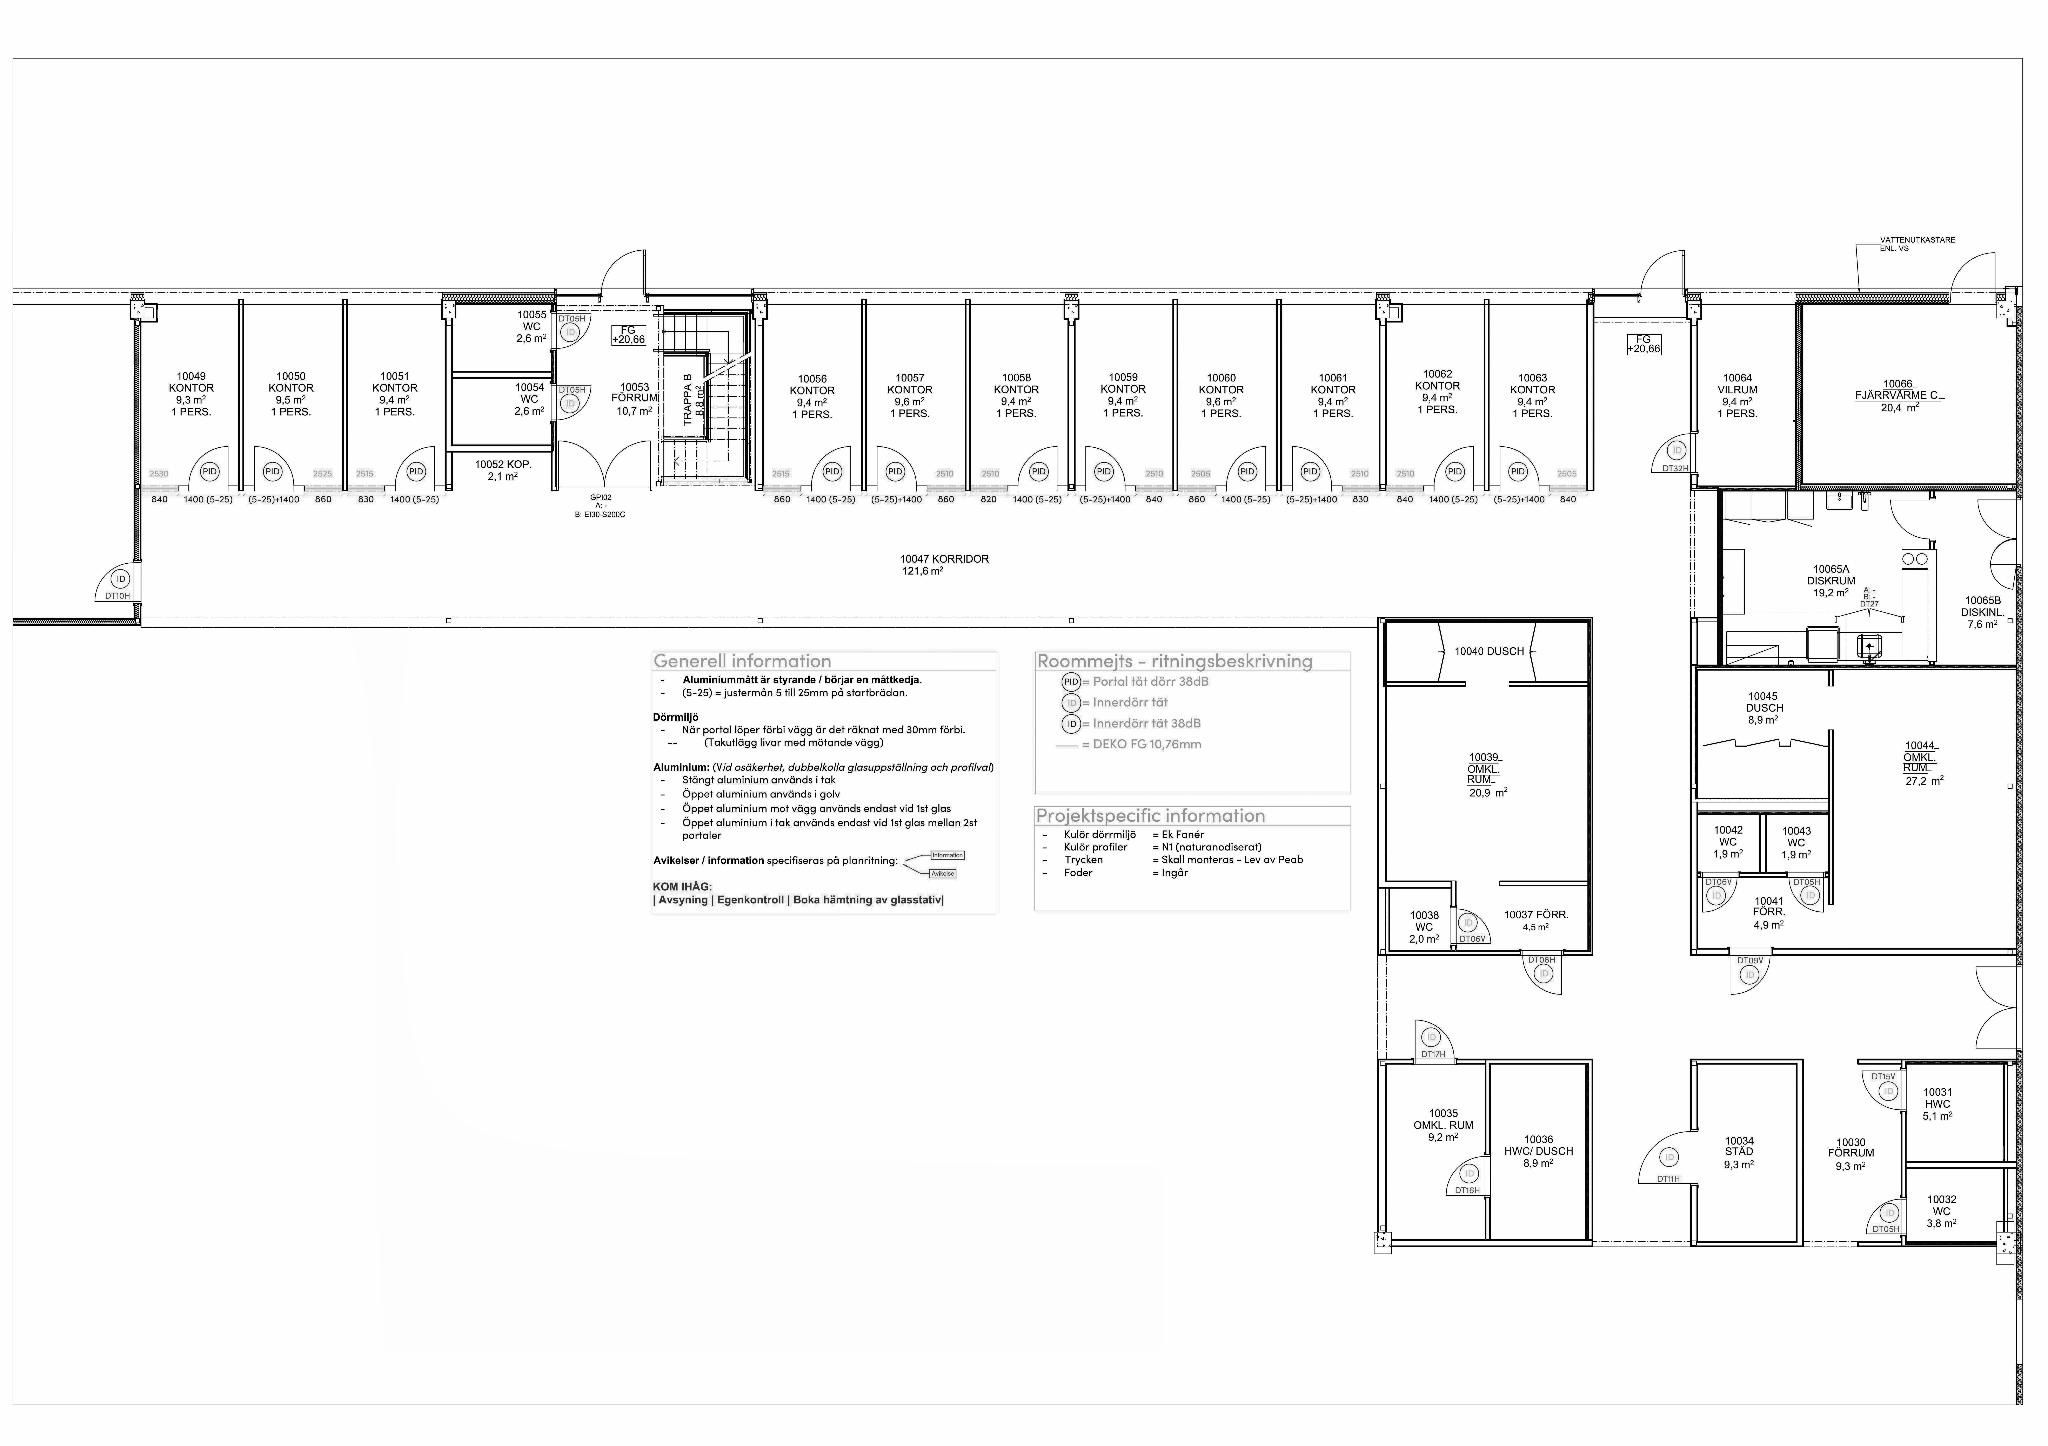 VATTENUTKASTARE
ENL. VS
10049
KONTOR
9,3 m²
1 PERS.
10050
KONTOR
9,5 m²
1 PERS.
10051
KONTOR
9,4 m²
1 PERS.
10055
WC
2,6 m²
10054
WC
2,6 m²
10052 KOP.
2,1 m²
DT05H
ID
DT05H
ID
FG
+20,66
10053
FÖRRUM
10,7 m²
TRAPPA B
8,8 m²
10056
KONTOR
9,4 m²
1 PERS.
10057
KONTOR
9,6 m²
1 PERS.
10058
KONTOR
9,4 m²
1 PERS.
10059
KONTOR
9,4 m²
1 PERS.
10060
KONTOR
9,6 m²
1 PERS.
10061
KONTOR
9,4 m²
1 PERS.
10062
KONTOR
9,4 m²
1 PERS.
10063
KONTOR
9,4 m²
1 PERS.
FG
+20,66
10064
VILRUM
9,4 m²
1 PERS.
ID
DT32H
10066
FJÄRRVÄRME C_
20,4 m²
2530 PID PID 2525 2515 PID
840 1400 (5-25) (5-25)+1400 860 830 1400 (5-25)
2515 PID PID 2510 2510 PID PID 2510 2505 PID PID 2510 2510 PID PID 2505
860 1400 (5-25) (5-25)+1400 860 820 1400 (5-25) (5-25)+1400 840 860 1400 (5-25) (5-25)+1400 830 840 1400 (5-25) (5-25)+1400 840
GPI02
A: -
B: EI30-S200C
10047 KORRIDOR
121,6 m²
ID
DT10H
10065A
DISKRUM
19,2 m²
A: -
B: -
DT27
10065B
DISKINL.
7,6 m²
Generell information
- Aluminiummått är styrande / börjar en måttkedja.
- (5-25) = justermån 5 till 25mm på startbrädan.
Dörrmiljö
- När portal löper förbi vägg är det räknat med 30mm förbi.
-- (Takutlägg livar med mötande vägg)
Aluminium: (Vid osäkerhet, dubbelkolla glasuppställning och profilval)
- Stängt aluminium används i tak
- Öppet aluminium används i golv
- Öppet aluminium mot vägg används endast vid 1st glas
- Öppet aluminium i tak används endast vid 1st glas mellan 2st
portaler
Avikelser / information specifiseras på planritning:
Information
Avikelse
KOM IHÅG:
| Avsyning | Egenkontroll | Boka hämtning av glasstativ|
Roommejts - ritningsbeskrivning
PID = Portal tät dörr 38dB
ID = Innerdörr tät
ID = Innerdörr tät 38dB
= DEKO FG 10,76mm
Projektspecific information
- Kulör dörrmiljö = Ek Fanér
- Kulör profiler = N1 (naturanodiserat)
- Trycken = Skall monteras - Lev av Peab
- Foder = Ingår
10040 DUSCH
10039_
OMKL.
RUM_
20,9 m²
10038
WC
2,0 m²
ID
DT06V
10037 FÖRR.
4,5 m²
DT08H
ID
10045
DUSCH
8,9 m²
10044_
OMKL.
RUM_
27,2 m²
10042
WC
1,9 m²
10043
WC
1,9 m²
DT06V
ID
DT05H
ID
10041
FÖRR.
4,9 m²
DT09V
ID
ID
DT17H
10035
OMKL. RUM
9,2 m²
ID
DT16H
10036
HWC/ DUSCH
8,9 m²
ID
DT11H
10034
STÄD
9,3 m²
10030
FÖRRUM
9,3 m²
DT15V
ID
10031
HWC
5,1 m²
10032
WC
3,8 m²
ID
DT05H